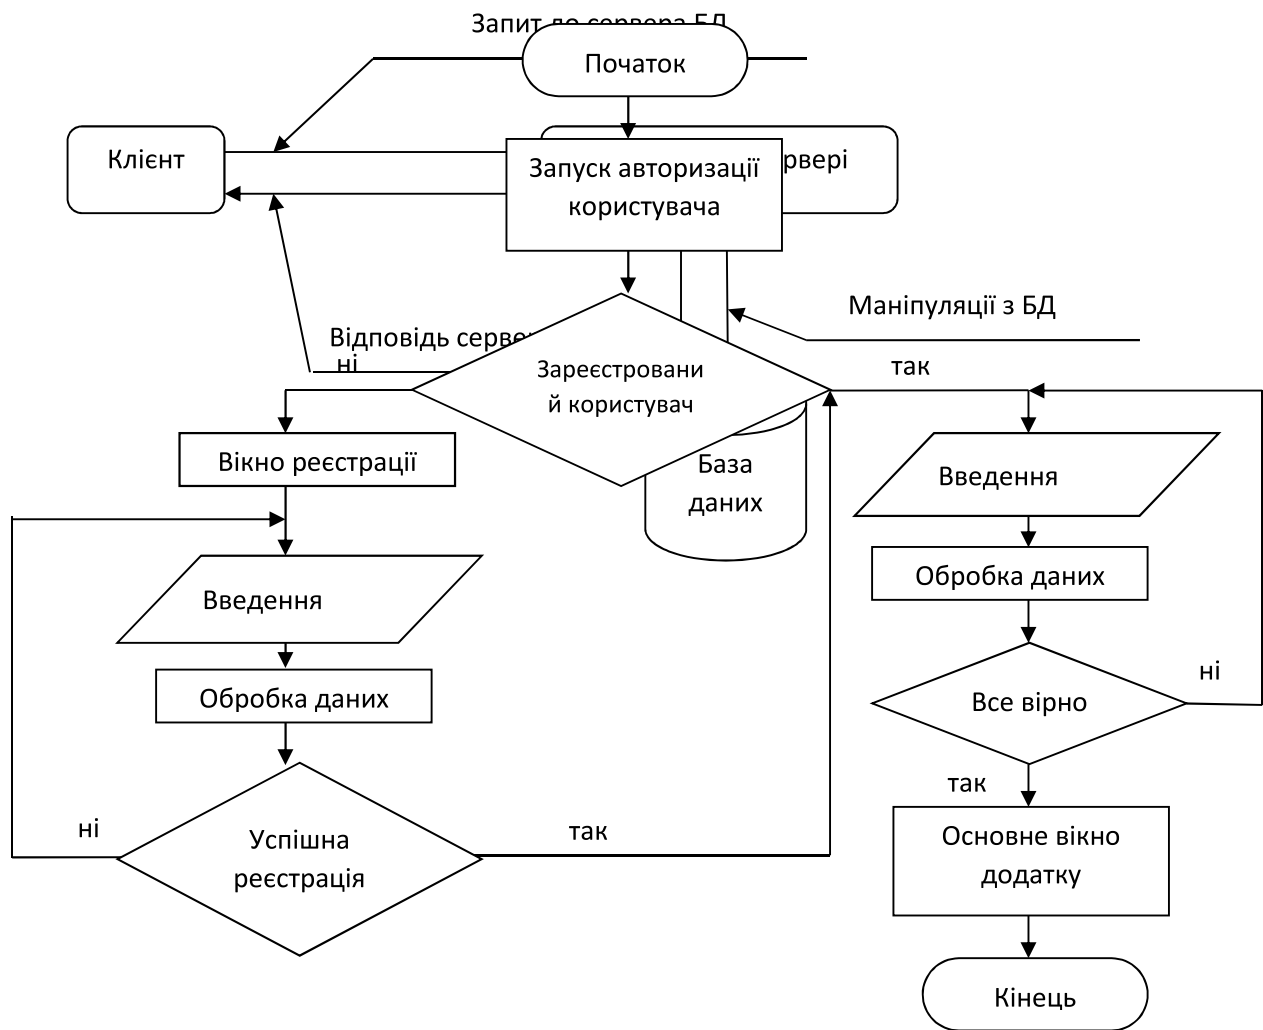 Запит до сервера БД
Початок
Клієнт
рвері
Запуск авторизації
користувача
Маніпуляції з БД
Відповідь серве
ні
так
Зареєстровани
й користувач
Вікно реєстрації
База
даних
Введення
Введення
Обробка даних
Обробка даних
ні
Все вірно
так
ні
так
Успішна
реєстрація
Основне вікно
додатку
Кінець